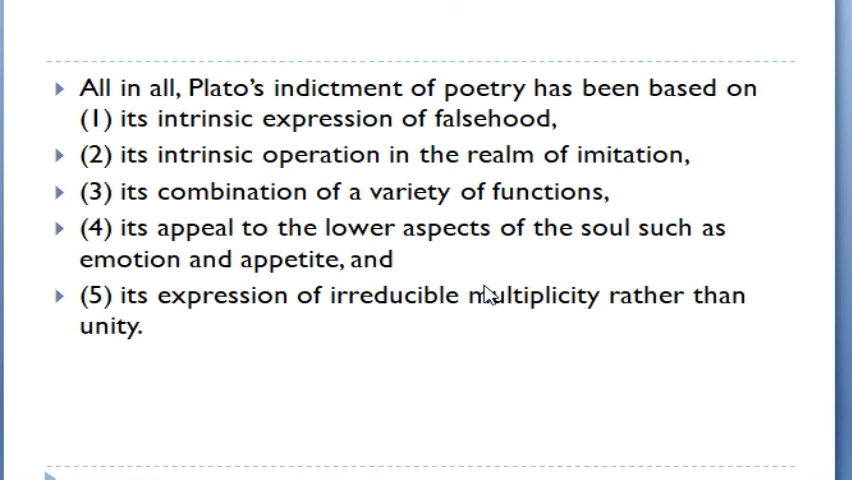 All in all, Plato's indictment of poetry has been based on
(1) its intrinsic expression of falsehood,
(2) its intrinsic operation in the realm of imitation,
(3) its combination of a variety of functions,
(4) its appeal to the lower aspects of the soul such as
emotion and appetite, and
(5) its expression of irreducible multiplicity rather than
unity.